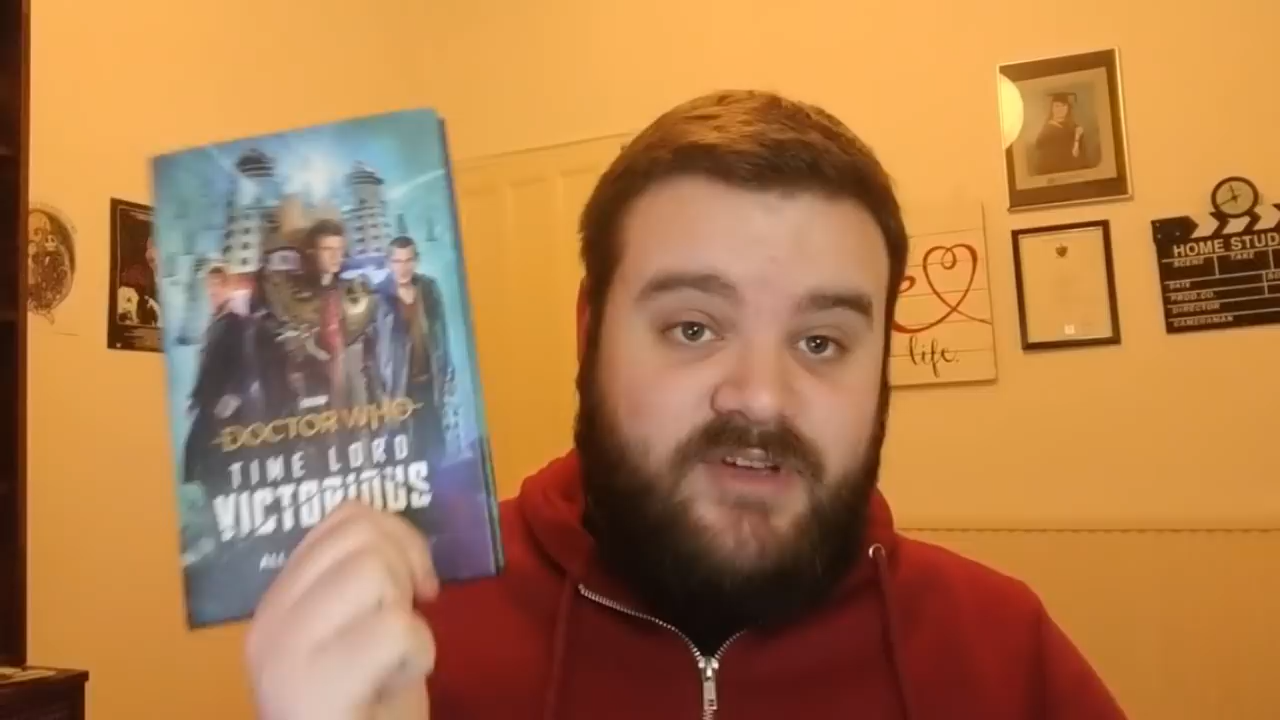 DOCTOR WHO
TIME LORD
VICTORIOUS
life.
HOME STUD
SCENE TAKE
DATE
PROD.CO.
DIRECTOR
CAMERAMAN